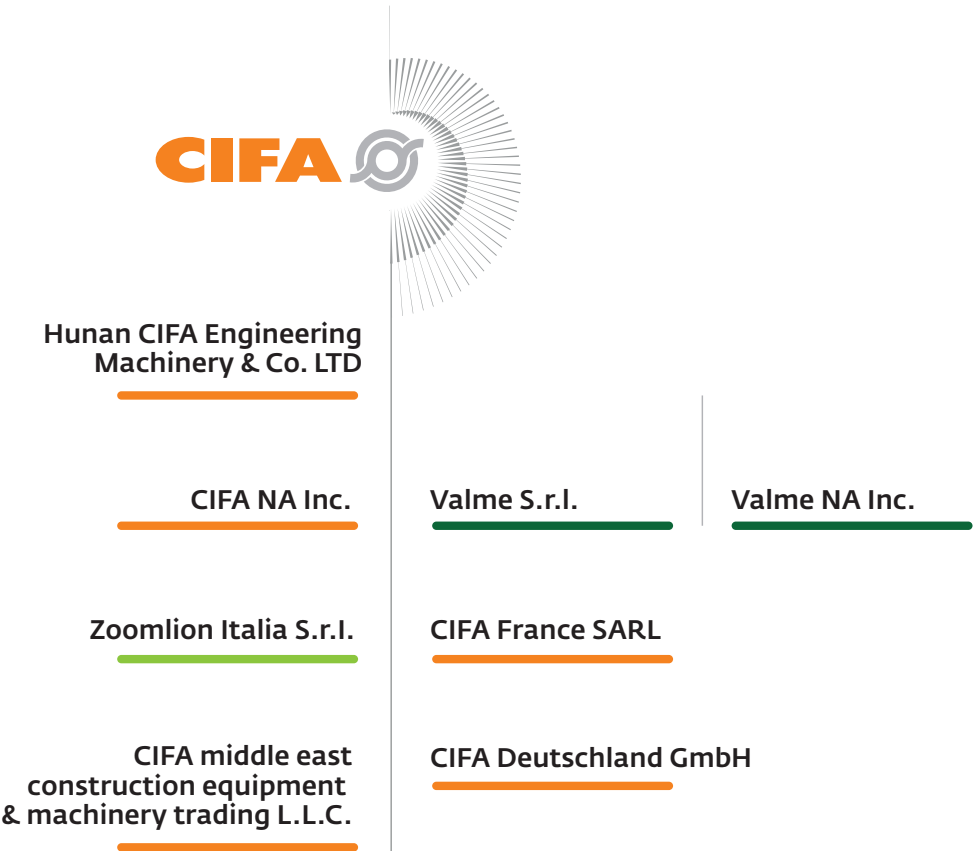 CIFA
Hunan CIFA Engineering
Machinery & Co. LTD
CIFA NA Inc.
Valme S.r.l.
Valme NA Inc.
Zoomlion Italia S.r.I.
CIFA France SARL
CIFA middle east
construction equipment
& machinery trading L.L.C.
CIFA Deutschland GmbH